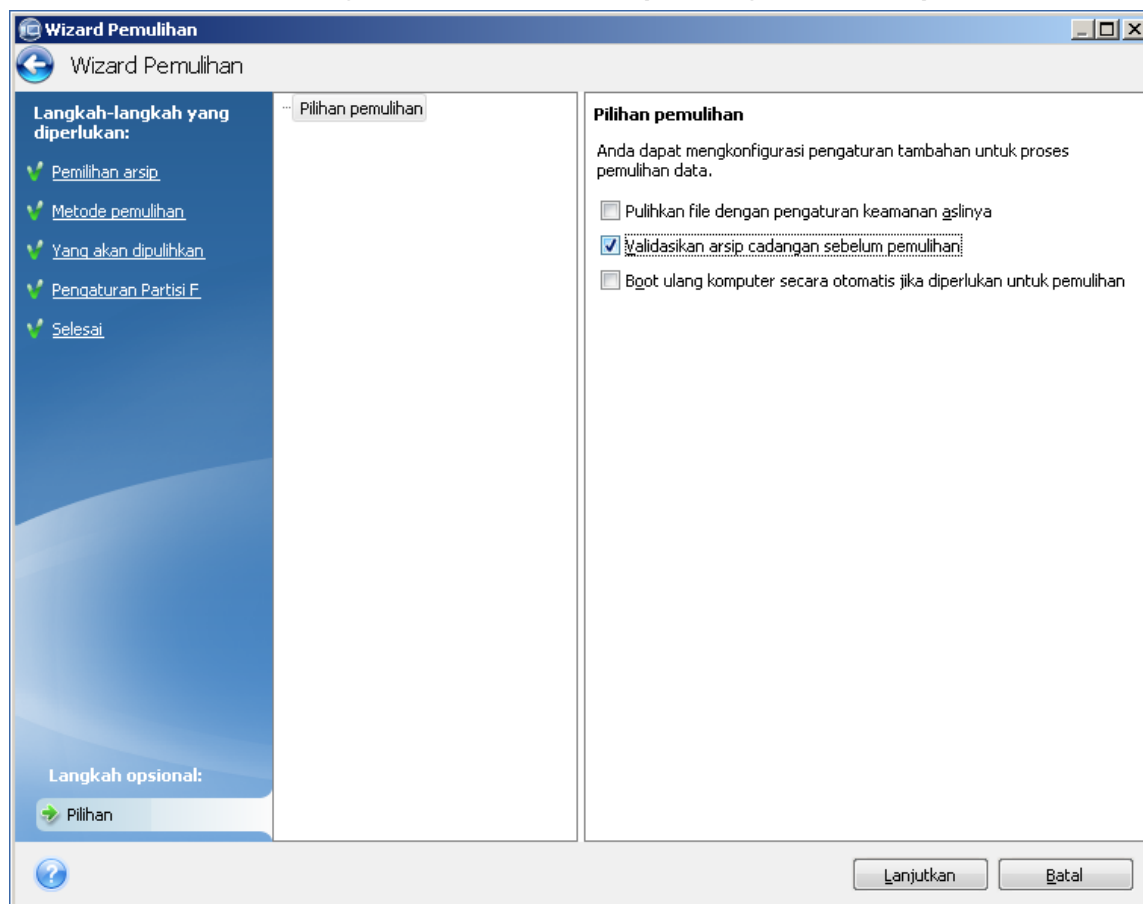 Wizard Pemulihan
Wizard Pemulihan
Langkah-langkah yang
diperlukan:
Pemilihan arsip
Metode pemulihan
Yang akan dipulihkan
Pengaturan Partisi F
Selesai
Langkah opsional:
Pilihan
Pilihan pemulihan
Pilihan pemulihan
Anda dapat mengkonfigurasi pengaturan tambahan untuk proses
pemulihan data.
Pulihkan file dengan pengaturan keamanan aslinya
Validasikan arsip cadangan sebelum pemulihan
Boot ulang komputer secara otomatis jika diperlukan untuk pemulihan
Lanjutkan
Batal